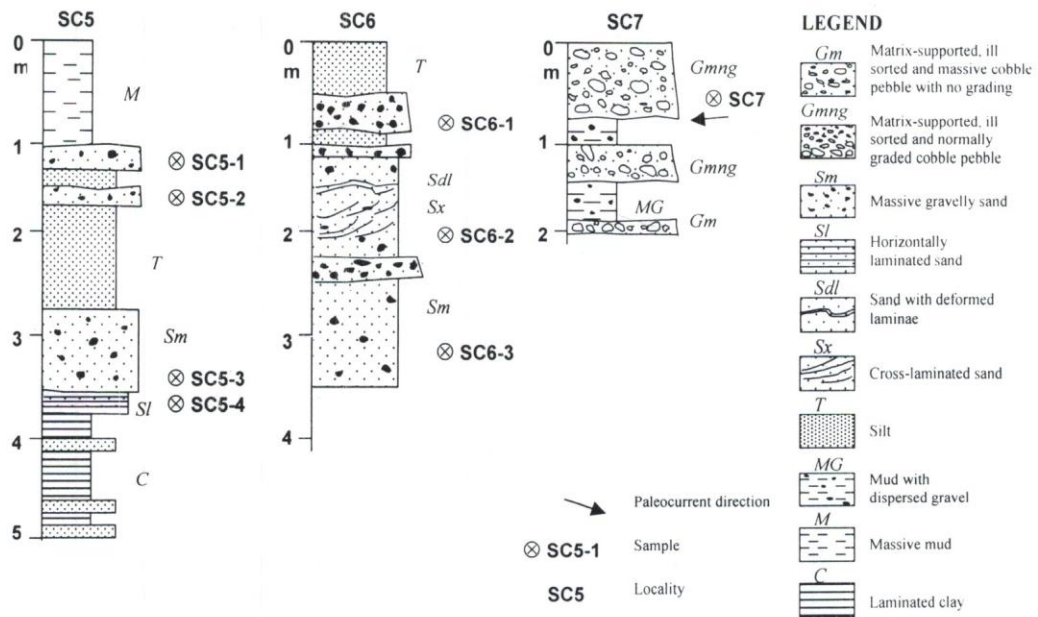 SC5
0
m
M
1
SC5-1
SC5-2
2
T
3
Sm
SC5-3
Sl
SC5-4
4
C
5
SC6
0
m
T
SC6-1
1
Sdl
Sx
2
SC6-2
Sm
3
SC6-3
4
SC7
0
m
Gmng
SC7
1
Gmng
MG
2
Gm
Paleocurrent direction
SC5-1 Sample
SC5 Locality
LEGEND
Gm
Matrix-supported, ill
sorted and massive cobble
pebble with no grading
Gmng
Matrix-supported, ill
sorted and normally
graded cobble pebble
Sm
Massive gravelly sand
Sl
Horizontally
laminated sand
Sdl
Sand with deformed
laminae
Sx
Cross-laminated sand
T
Silt
MG
Mud with
dispersed gravel
M
Massive mud
C
Laminated clay